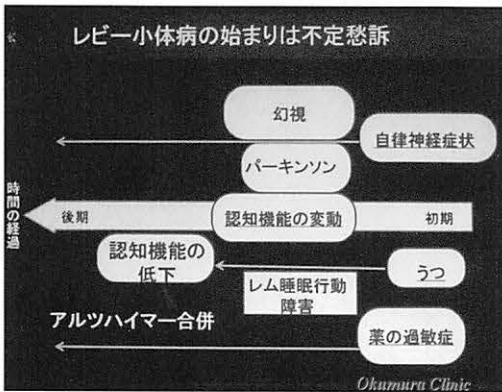 レビー小体病の始まりは不定愁訴
幻視
自律神経症状
パーキンソン
時間の経過
後期
認知機能の変動
初期
認知機能の
低下
うつ
レム睡眠行動
障害
アルツハイマー合併
薬の過敏症
Okumura Clinic